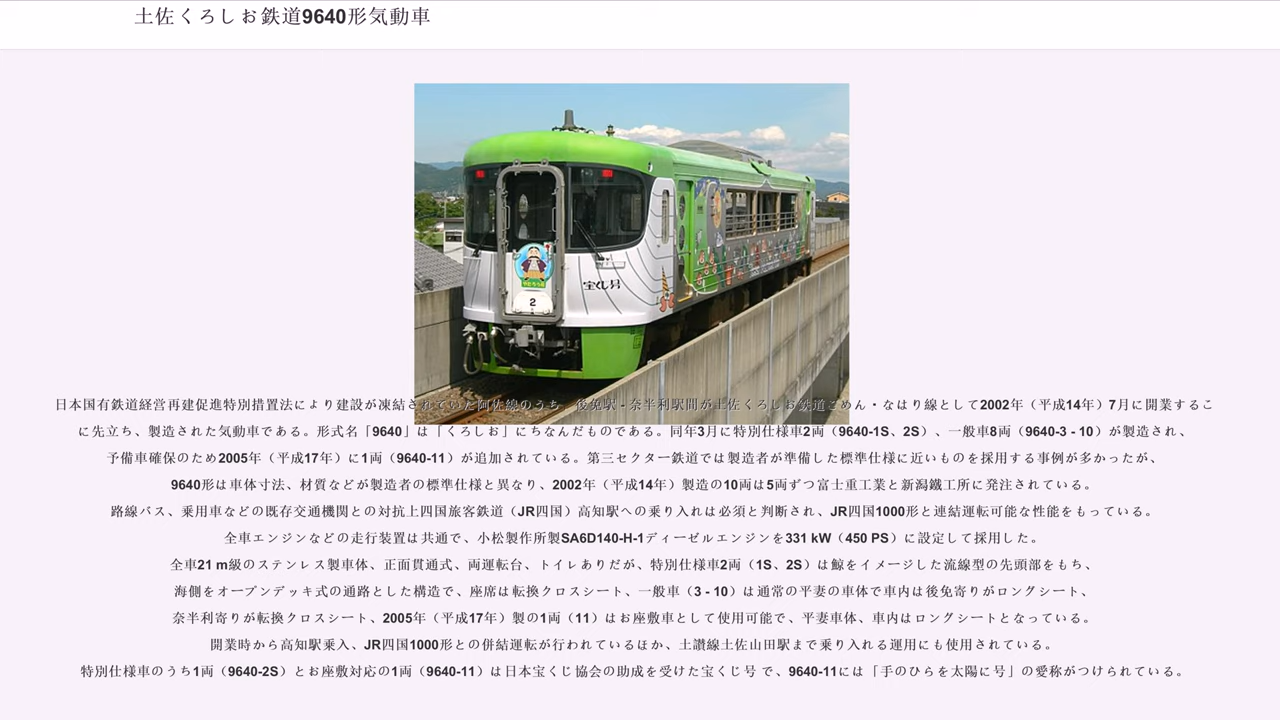 土佐くろしお鉄道9640形気動車
宝くじ号
2
日本国有鉄道経営再建促進特別措置法により建設が凍結されていた阿佐線のうち　後免駅 - 奈半利駅間が土佐くろしお鉄道ごめん・なはり線として2002年（平成14年）7月に開業するこ
に先立ち、製造された気動車である。形式名「9640」は「くろしお」にちなんだものである。同年3月に特別仕様車2両（9640-1S、2S）、一般車8両（9640-3 - 10）が製造され、
予備車確保のため2005年（平成17年）に1両（9640-11）が追加されている。第三セクター鉄道では製造者が準備した標準仕様に近いものを採用する事例が多かったが、
9640形は車体寸法、材質などが製造者の標準仕様と異なり、2002年（平成14年）製造の10両は5両ずつ富士重工業と新潟鐵工所に発注されている。
路線バス、乗用車などの既存交通機関との対抗上四国旅客鉄道（JR四国）高知駅への乗り入れは必須と判断され、JR四国1000形と連結運転可能な性能をもっている。
全車エンジンなどの走行装置は共通で、小松製作所製SA6D140-H-1ディーゼルエンジンを331 kW（450 PS）に設定して採用した。
全車21 m級のステンレス製車体、正面貫通式、両運転台、トイレありだが、特別仕様車2両（1S、2S）は鯨をイメージした流線型の先頭部をもち、
海側をオープンデッキ式の通路とした構造で、座席は転換クロスシート、一般車（3 - 10）は通常の平妻の車体で車内は後免寄りがロングシート、
奈半利寄りが転換クロスシート、2005年（平成17年）製の1両（11）はお座敷車として使用可能で、平妻車体、車内はロングシートとなっている。
開業時から高知駅乗入、JR四国1000形との併結運転が行われているほか、土讃線土佐山田駅まで乗り入れる運用にも使用されている。
特別仕様車のうち1両（9640-2S）とお座敷対応の1両（9640-11）は日本宝くじ協会の助成を受けた宝くじ号 で、9640-11には「手のひらを太陽に号」の愛称がつけられている。